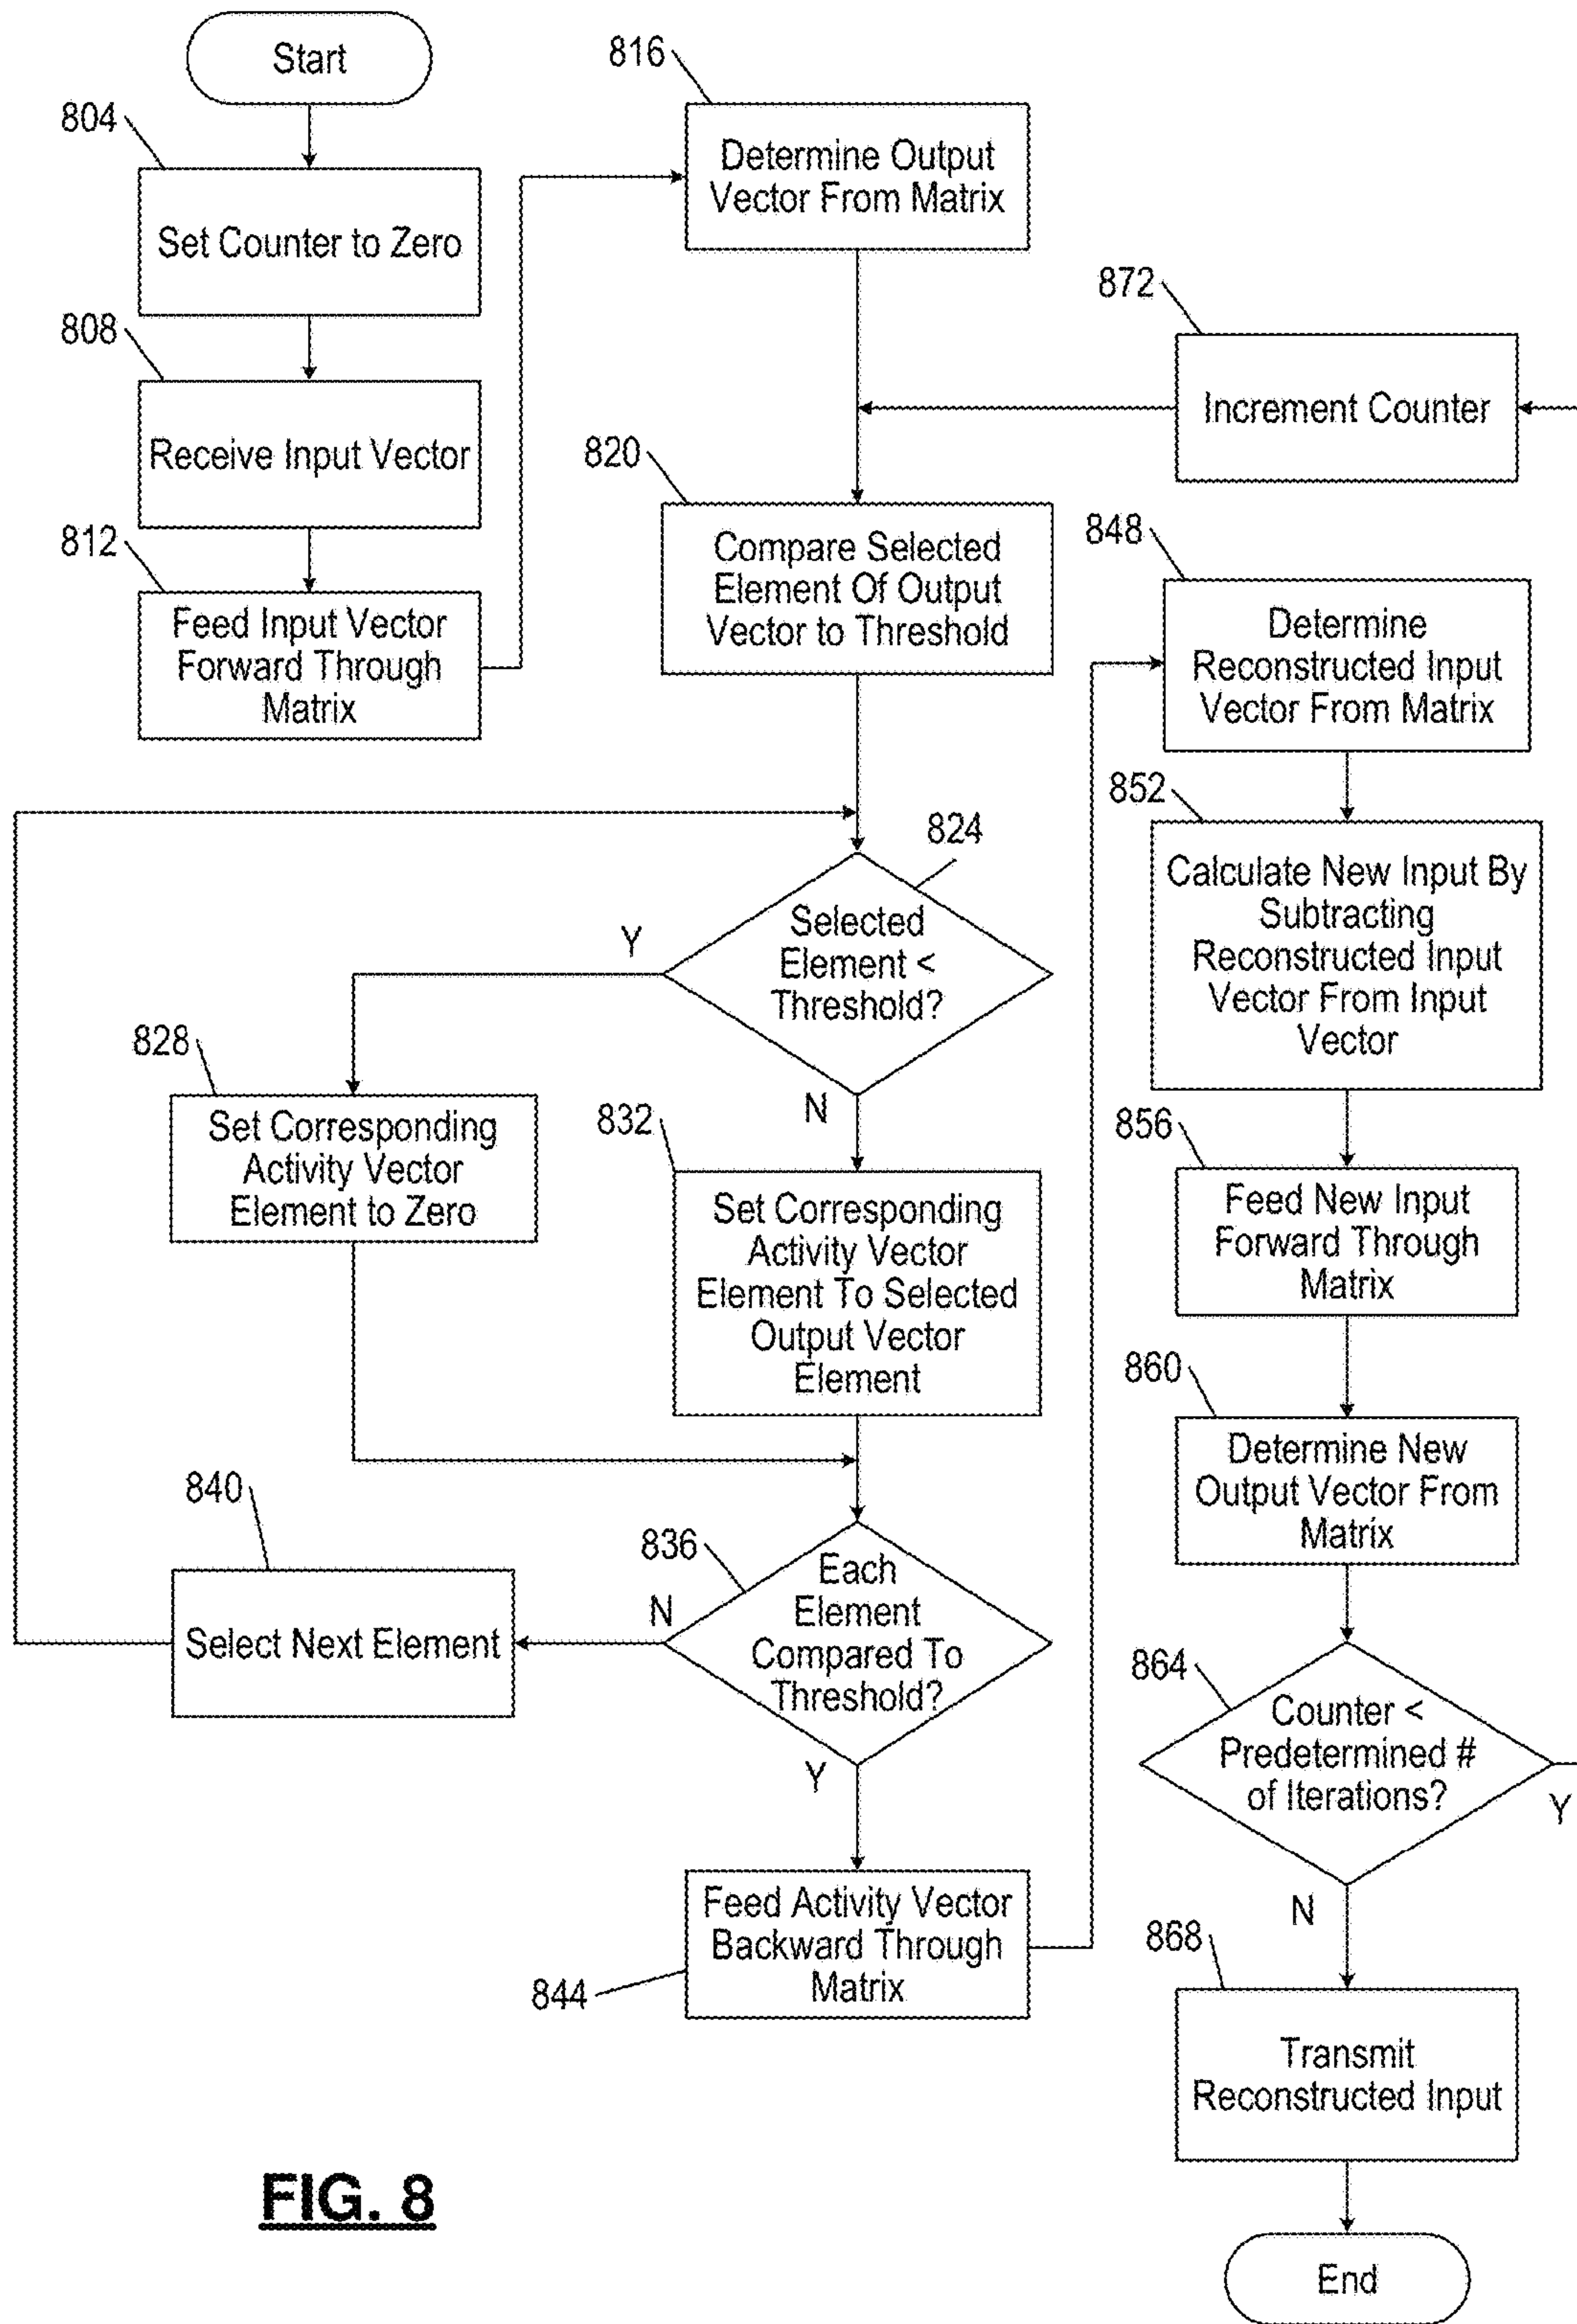 Start
804
Set Counter to Zero
808
Receive Input Vector
812
Feed Input Vector
Forward Through
Matrix
816
Determine Output
Vector From Matrix
872
Increment Counter
820
Compare Selected
Element Of Output
Vector to Threshold
824
Selected
Element <
Threshold?
Y
N
828
Set Corresponding
Activity Vector
Element to Zero
832
Set Corresponding
Activity Vector
Element To Selected
Output Vector
Element
836
Each
Element
Compared To
Threshold?
N
Y
840
Select Next Element
844
Feed Activity Vector
Backward Through
Matrix
848
Determine
Reconstructed Input
Vector From Matrix
852
Calculate New Input By
Subtracting
Reconstructed Input
Vector From Input
Vector
856
Feed New Input
Forward Through
Matrix
860
Determine New
Output Vector From
Matrix
864
Counter <
Predetermined #
of Iterations?
Y
N
868
Transmit
Reconstructed Input
End
FIG. 8